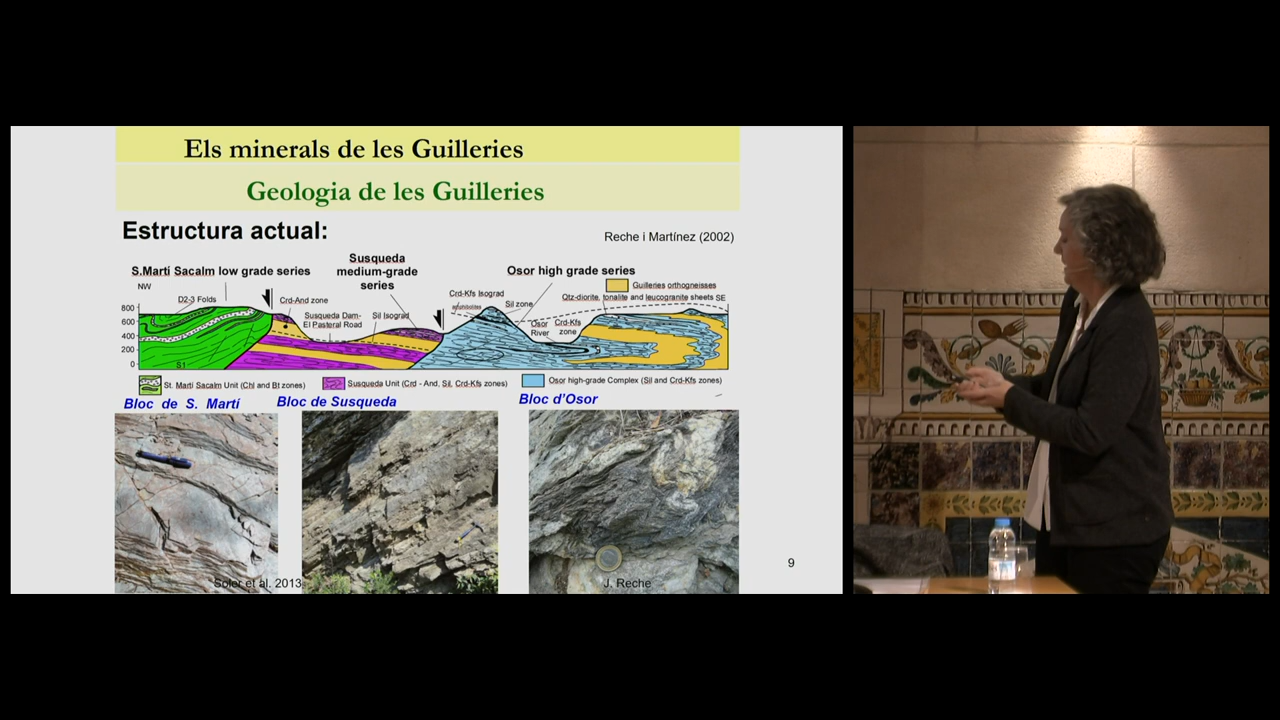 Els minerals de les Guilleries
Geologia de les Guilleries
Estructura actual:
Reche i Martínez (2002)
S.Martí Sacalm low grade series
Susqueda
medium-grade
series
Osor high grade series
NW
D2-3 Folds
Crd-And zone
Susqueda Dam-
El Pasteral Road
Sil Isograd
Crd-Kfs Isograd
Sil zone
Guilleries orthogneisses
Qtz-diorite, tonalite and leucogranite sheets SE
Osor
River
Crd-Kfs
zone
800
600
400
200
0
S1
St. Martí Sacalm Unit (Chl and Bt zones)
Susqueda Unit (Crd - And, Sil, Crd-Kfs zones)
Osor high-grade Complex (Sil and Crd-Kfs zones)
Bloc de S. Martí
Bloc de Susqueda
Bloc d'Osor
Soler et al. 2013
J. Reche
9